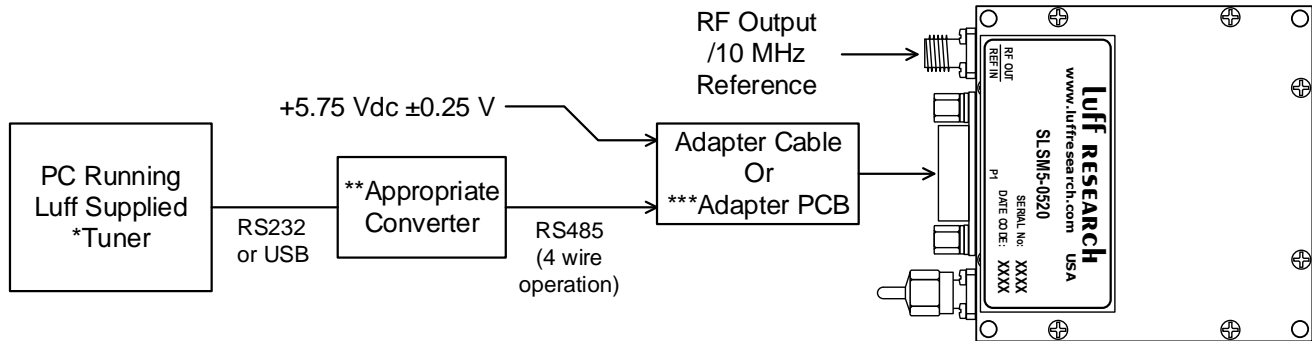 RF Output
/10 MHz
Reference
+5.75 Vdc ±0.25 V
PC Running
Luff Supplied
*Tuner
RS232
or USB
**Appropriate
Converter
RS485
(4 wire
operation)
Adapter Cable
Or
***Adapter PCB
RF OUT
REF IN
P1
luff RESEARCH
www.luffresearch.com USA
SLSM5-0520
SERIAL No: XXXX
DATE CODE: XXXX